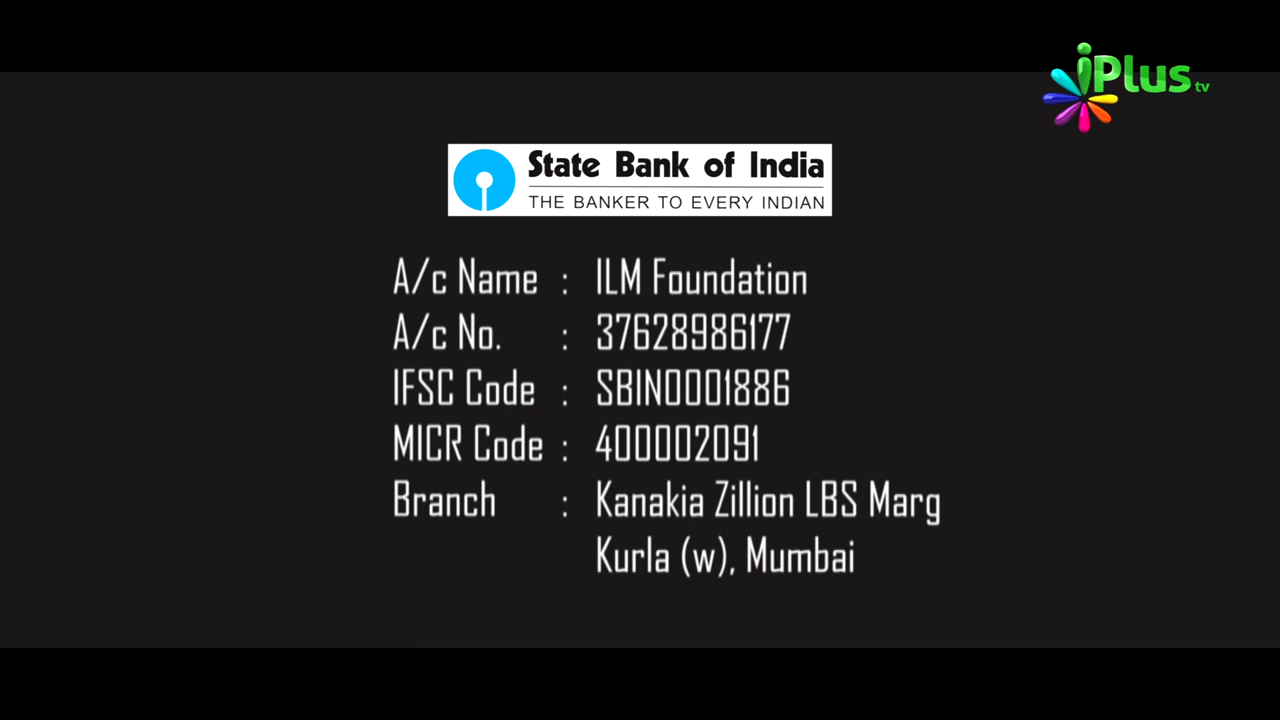 iPlus tv
State Bank of India
THE BANKER TO EVERY INDIAN
A/c Name : ILM Foundation
A/c No. : 37628986177
IFSC Code : SBIN0001886
MICR Code : 400002091
Branch : Kanakia Zillion LBS Marg
Kurla (w), Mumbai